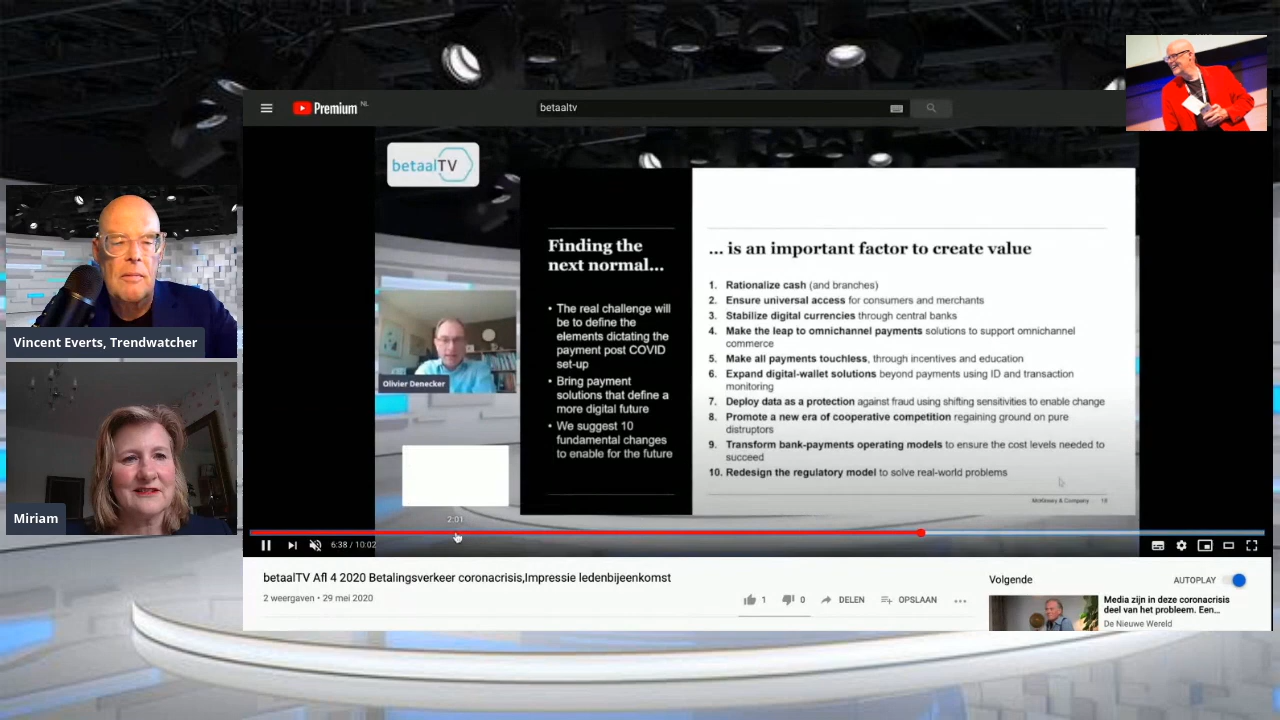 Premium NL
betaaltv
betaalTV
Finding the
next normal...
• The real challenge will
be to define the
elements dictating the
payment post COVID
set-up
• Bring payment
solutions that define a
more digital future
• We suggest 10
fundamental changes
to enable for the future
... is an important factor to create value
1. Rationalize cash (and branches)
2. Ensure universal access for consumers and merchants
3. Stabilize digital currencies through central banks
4. Make the leap to omnichannel payments solutions to support omnichannel
commerce
5. Make all payments touchless, through incentives and education
6. Expand digital-wallet solutions beyond payments using ID and transaction
monitoring
7. Deploy data as a protection against fraud using shifting sensitivities to enable change
8. Promote a new era of cooperative competition regaining ground on pure
distruptors
9. Transform bank-payments operating models to ensure the cost levels needed to
succeed
10. Redesign the regulatory model to solve real-world problems
McKinsey & Company
Olivier Denecker
Vincent Everts, Trendwatcher
Miriam
2:01
6:38 / 10:02
betaalTV Afl 4 2020 Betalingsverkeer coronacrisis,Impressie ledenbijeenkomst
2 weergaven • 29 mei 2020
1
0
DELEN
OPSLAAN
Volgende
AUTOPLAY
Media zijn in deze coronacrisis
deel van het probleem. Een...
De Nieuwe Wereld